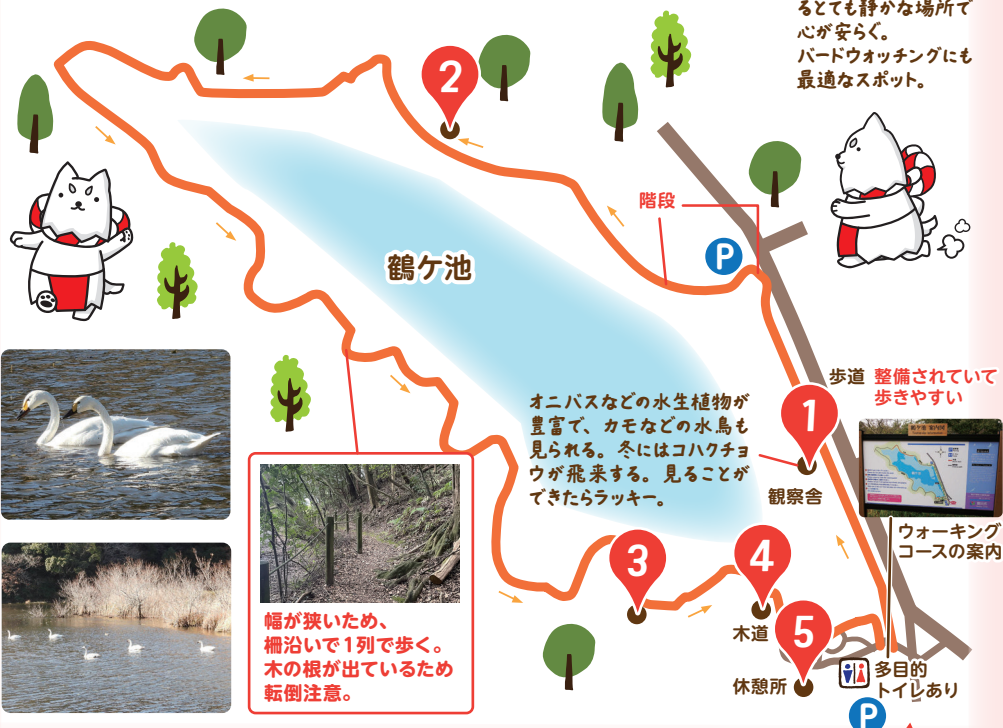 るとても静かな場所で
心が安らぐ。
バードウォッチングにも
最適なスポット。
2
階段
P
鶴ケ池
歩道 整備されていて
歩きやすい
1
オニバスなどの水生植物が
豊富で、カモなどの水鳥も
見られる。冬にはコハクチョ
ウが飛来する。見ることが
できたらラッキー。
観察舎
鶴ケ池 案内図
ウォーキング
コースの案内
3
4
木道
5
休憩所
多目的
トイレあり
P
幅が狭いため、
柵沿いで1列で歩く。
木の根が出ているため
転倒注意。